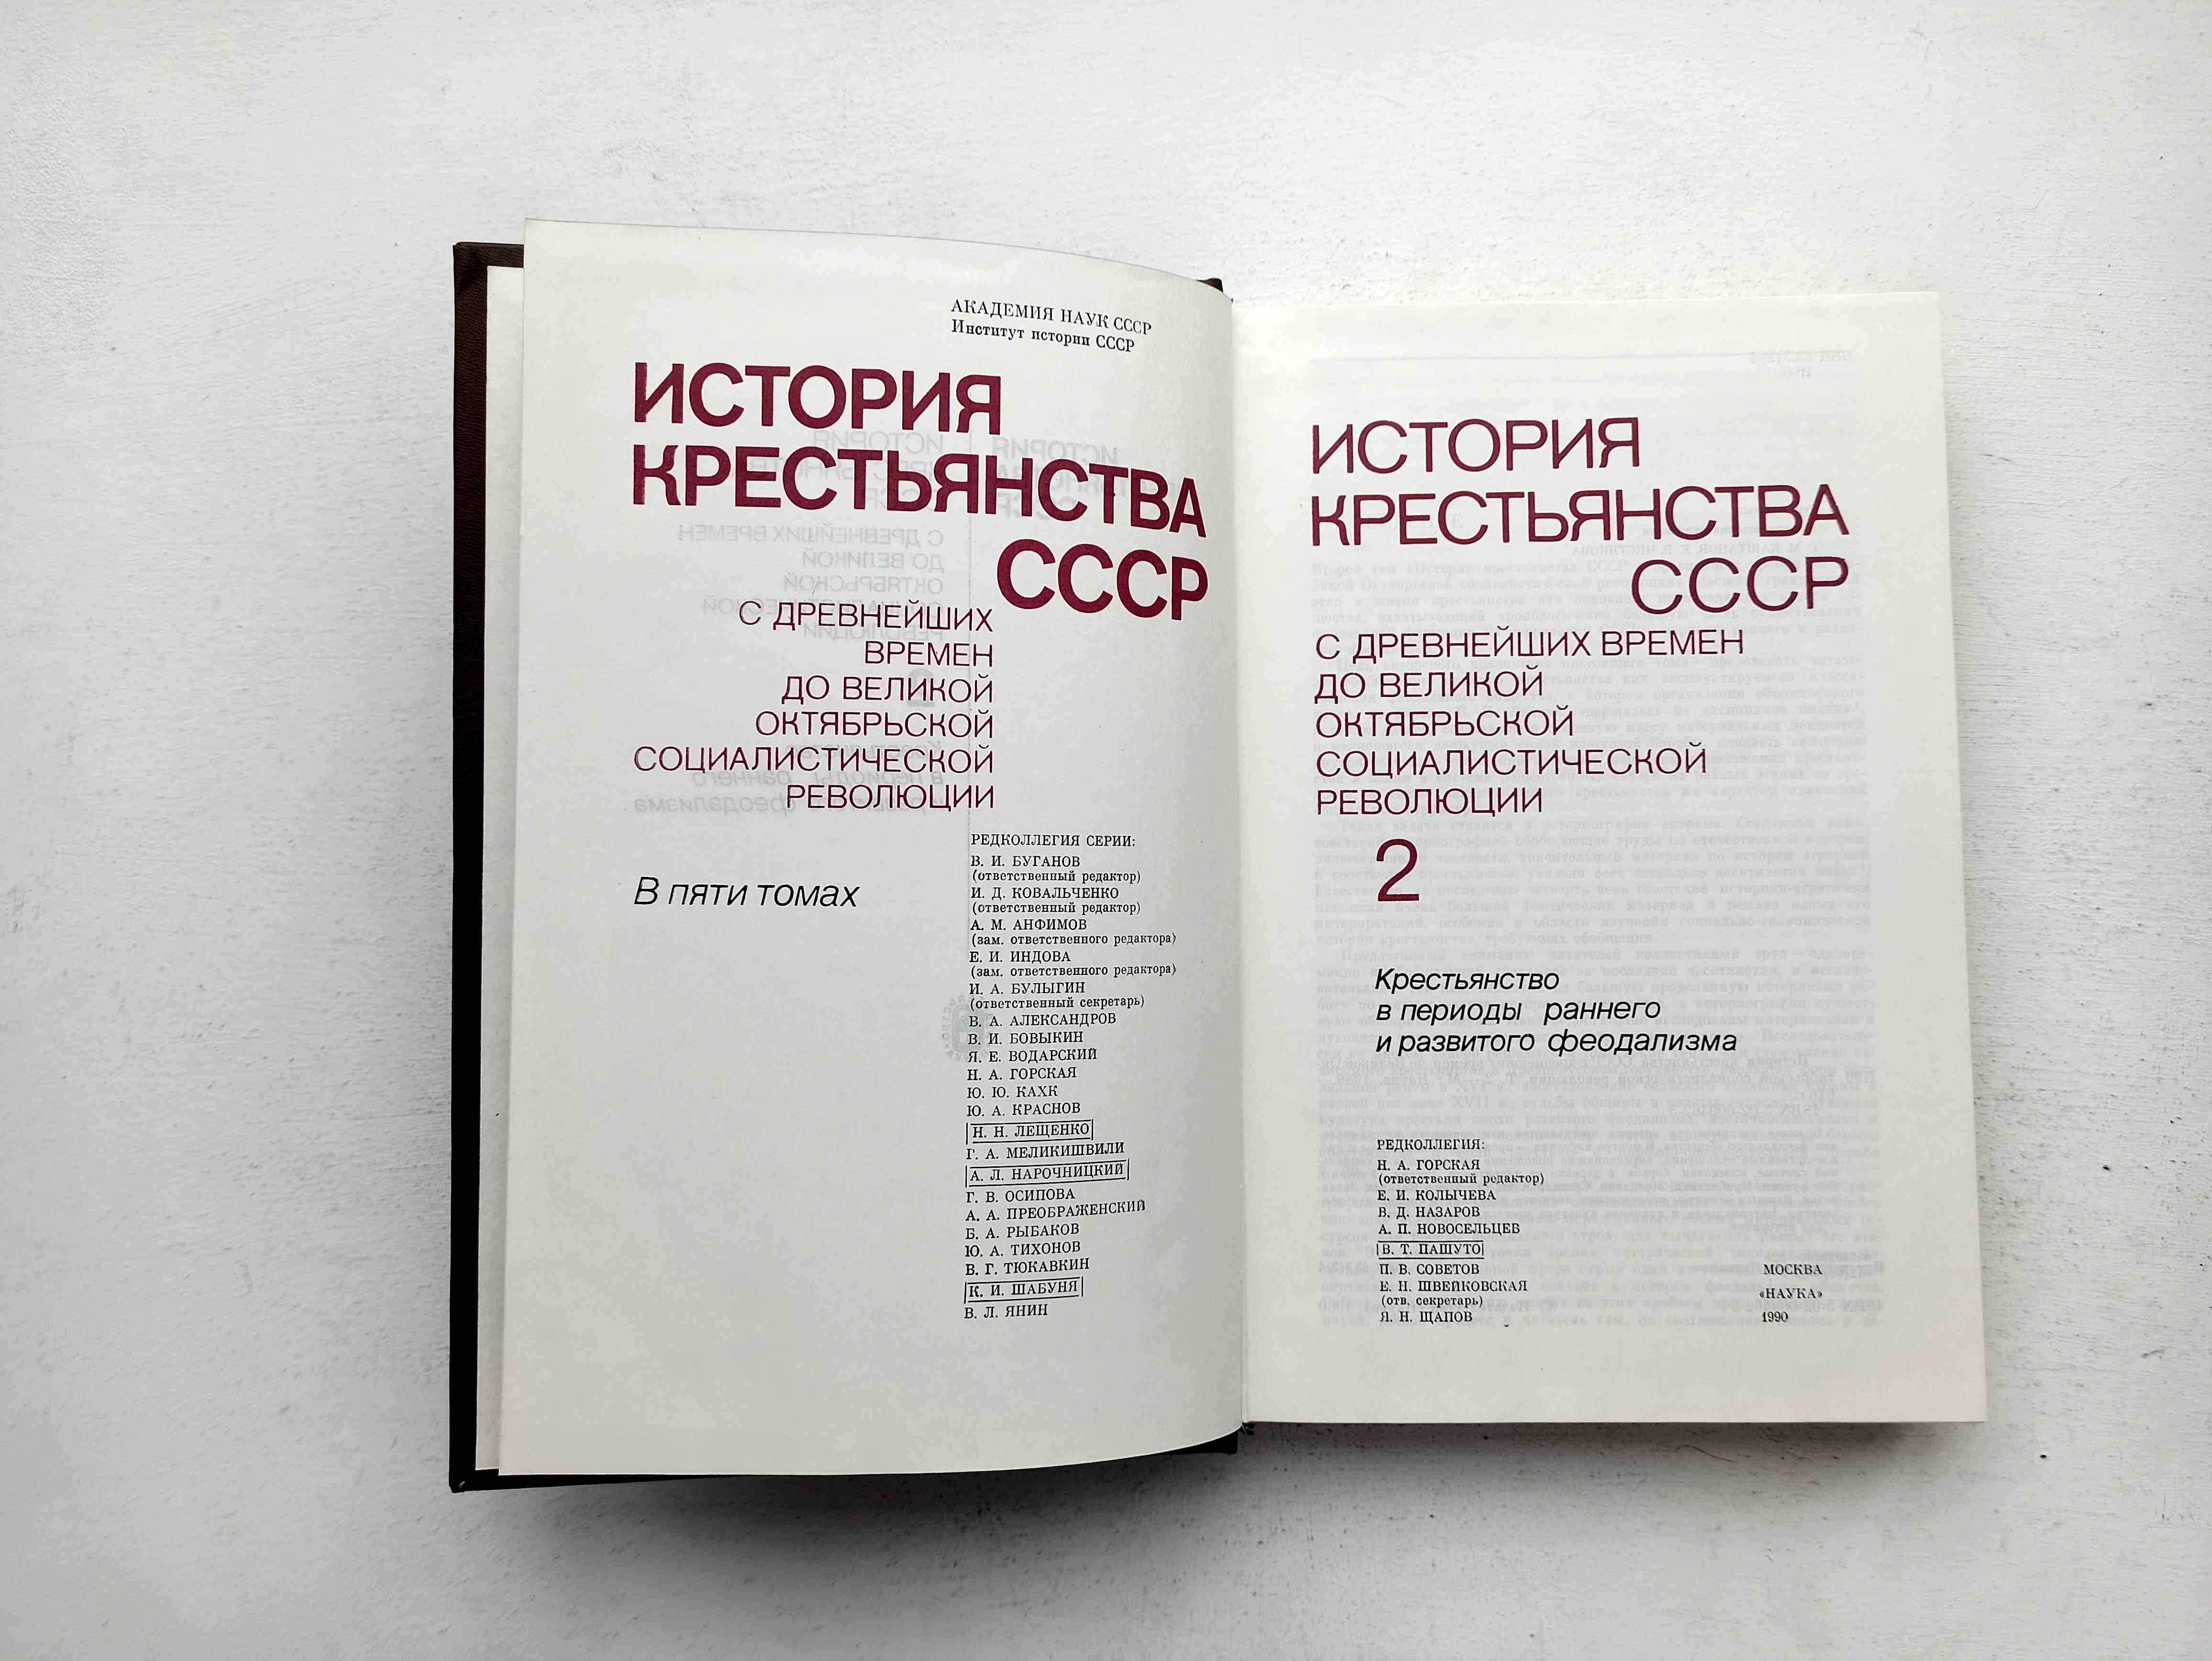 АКАДЕМИЯ НАУК СССР
Институт истории СССР
ИСТОРИЯ
КРЕСТЬЯНСТВА
СССР
С ДРЕВНЕЙШИХ
ВРЕМЕН
ДО ВЕЛИКОЙ
ОКТЯБРЬСКОЙ
СОЦИАЛИСТИЧЕСКОЙ
РЕВОЛЮЦИИ
В пяти томах
РЕДКОЛЛЕГИЯ СЕРИИ:
В. И. БУГАНОВ
(ответственный редактор)
И. Д. КОВАЛЬЧЕНКО
(ответственный редактор)
А. М. АНФИМОВ
(зам. ответственного редактора)
Е. И. ИНДОВА
(зам. ответственного редактора)
И. А. БУЛЫГИН
(ответственный секретарь)
В. А. АЛЕКСАНДРОВ
В. И. БОВЫКИН
Я. Е. ВОДАРСКИЙ
Н. А. ГОРСКАЯ
Ю. Ю. КАХК
Ю. А. КРАСНОВ
Н. Н. ЛЕЩЕНКО
Г. А. МЕЛИКИШВИЛИ
А. Л. НАРОЧНИЦКИЙ
Г. В. ОСИПОВА
А. А. ПРЕОБРАЖЕНСКИЙ
Б. А. РЫБАКОВ
Ю. А. ТИХОНОВ
В. Г. ТЮКАВКИН
К. И. ШАБУНЯ
В. Л. ЯНИН
ИСТОРИЯ
КРЕСТЬЯНСТВА
СССР
С ДРЕВНЕЙШИХ ВРЕМЕН
ДО ВЕЛИКОЙ
ОКТЯБРЬСКОЙ
СОЦИАЛИСТИЧЕСКОЙ
РЕВОЛЮЦИИ
2
Крестьянство
в периоды раннего
и развитого феодализма
РЕДКОЛЛЕГИЯ:
Н. А. ГОРСКАЯ
(ответственный редактор)
Е. И. КОЛЫЧЕВА
В. Д. НАЗАРОВ
А. П. НОВОСЕЛЬЦЕВ
В. Т. ПАШУТО
П. В. СОВЕТОВ
Е. Н. ШВЕЙКОВСКАЯ
(отв. секретарь)
Я. Н. ЩАПОВ
МОСКВА
«НАУКА»
1990